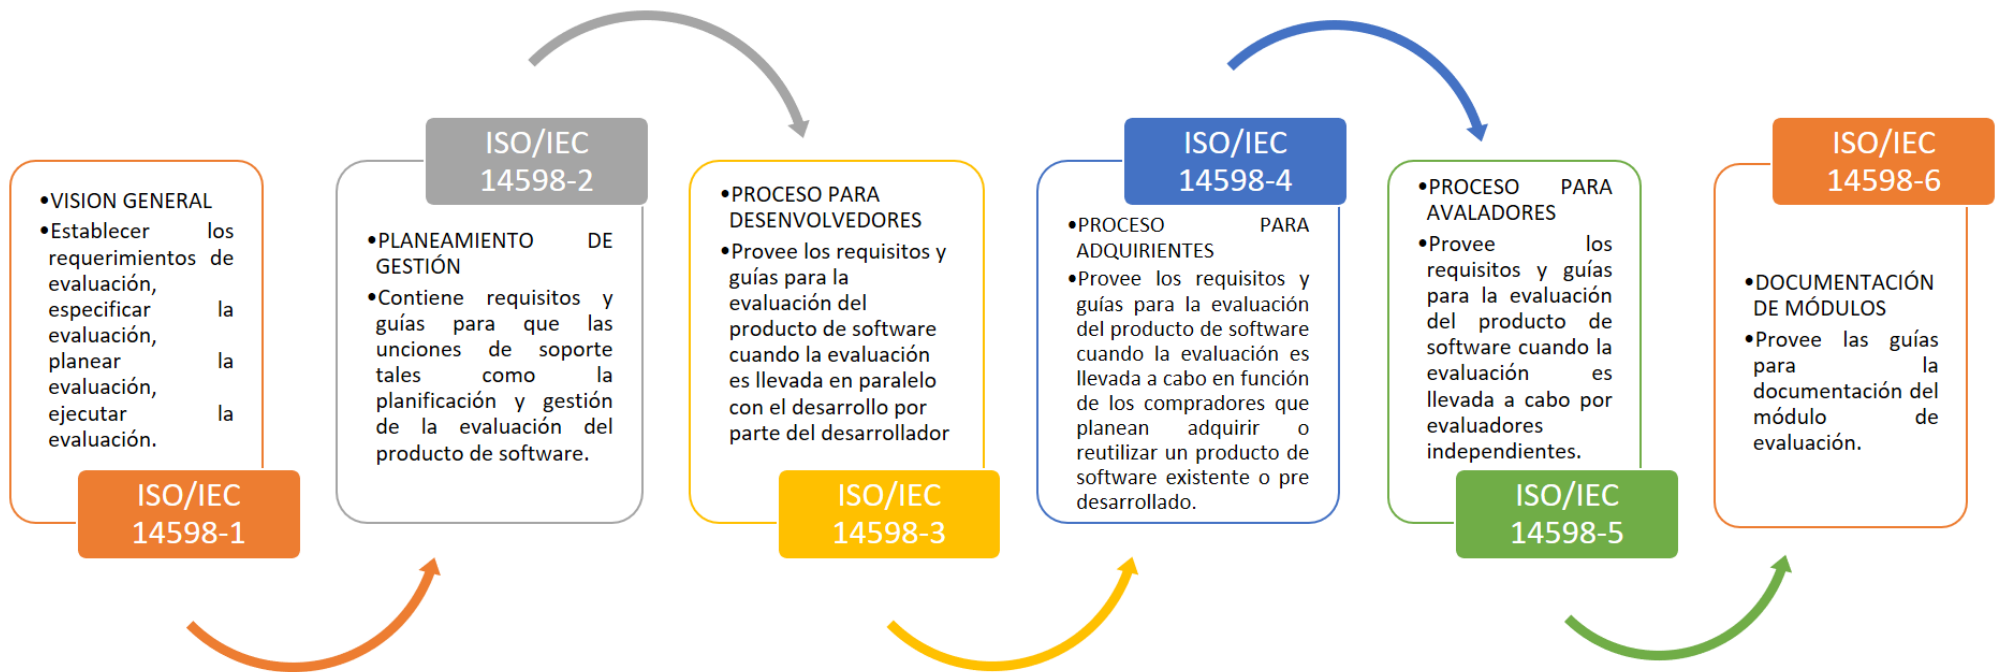 •VISION GENERAL
•Establecer los
requerimientos de
evaluación,
especificar la
evaluación,
planear la
evaluación,
ejecutar la
evaluación.
ISO/IEC
14598-1
ISO/IEC
14598-2
•PLANEAMIENTO DE
GESTIÓN
•Contiene requisitos y
guías para que las
unciones de soporte
tales como la
planificación y gestión
de la evaluación del
producto de software.
•PROCESO PARA
DESENVOLVEDORES
•Provee los requisitos y
guías para la
evaluación del
producto de software
cuando la evaluación
es llevada en paralelo
con el desarrollo por
parte del desarrollador
ISO/IEC
14598-3
ISO/IEC
14598-4
•PROCESO PARA
ADQUIRIENTES
•Provee los requisitos y
guías para la evaluación
del producto de software
cuando la evaluación es
llevada a cabo en función
de los compradores que
planean adquirir o
reutilizar un producto de
software existente o pre
desarrollado.
•PROCESO PARA
AVALADORES
•Provee los
requisitos y guías
para la evaluación
del producto de
software cuando la
evaluación es
llevada a cabo por
evaluadores
independientes.
ISO/IEC
14598-5
ISO/IEC
14598-6
•DOCUMENTACIÓN
DE MÓDULOS
•Provee las guías
para la
documentación del
módulo de
evaluación.